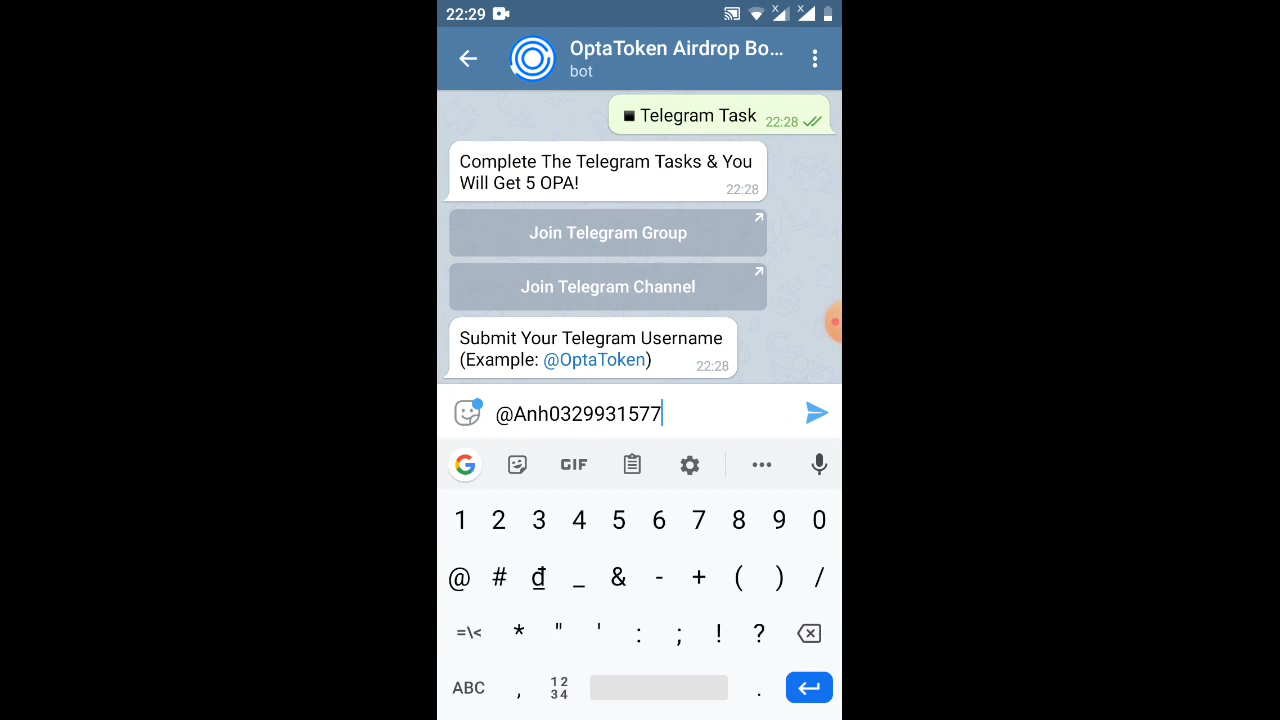 22:29
OptaToken Airdrop Bo...
bot
Telegram Task 22:28
Complete The Telegram Tasks & You
Will Get 5 OPA!
22:28
Join Telegram Group
Join Telegram Channel
Submit Your Telegram Username
(Example: @OptaToken) 22:28
@Anh0329931577
G GIF
1 2 3 4 5 6 7 8 9 0
@ # ₫ _ & - + ( ) /
=\< * " ' : ; ! ?
ABC , 12 .
34